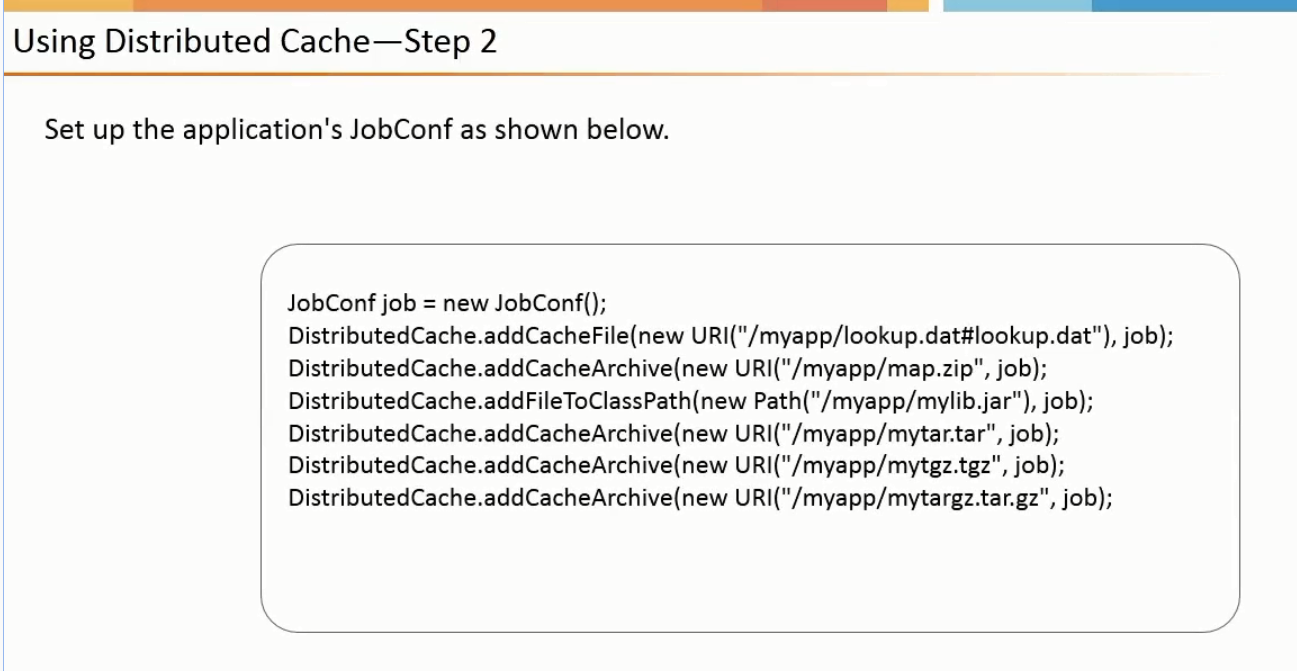 Using Distributed Cache—Step 2
Set up the application's JobConf as shown below.
JobConf job = new JobConf();
DistributedCache.addCacheFile(new URI("/myapp/lookup.dat#lookup.dat"), job);
DistributedCache.addCacheArchive(new URI("/myapp/map.zip", job);
DistributedCache.addFileToClassPath(new Path("/myapp/mylib.jar"), job);
DistributedCache.addCacheArchive(new URI("/myapp/mytar.tar", job);
DistributedCache.addCacheArchive(new URI("/myapp/mytgz.tgz", job);
DistributedCache.addCacheArchive(new URI("/myapp/mytargz.tar.gz", job);